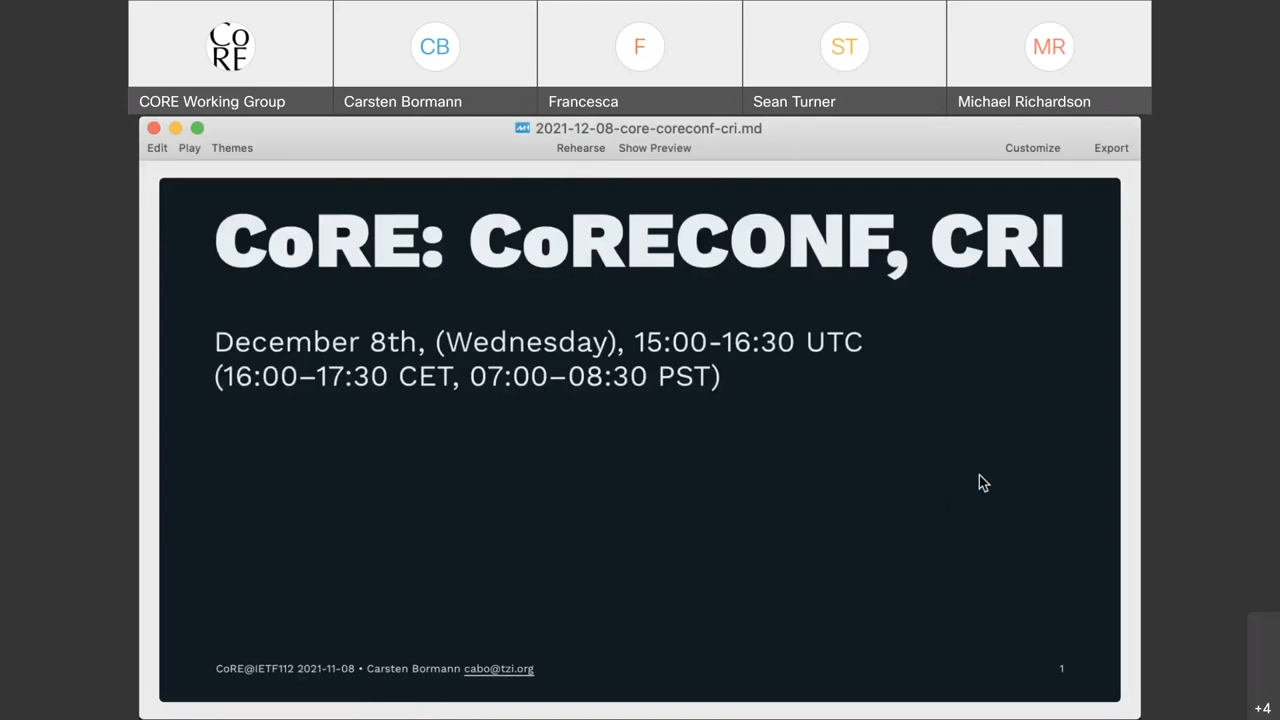 CoRE
CB
F
ST
MR
CORE Working Group
Carsten Bormann
Francesca
Sean Turner
Michael Richardson
2021-12-08-core-coreconf-cri.md
Edit Play Themes
Rehearse Show Preview
Customize Export
CoRE: CoRECONF, CRI
December 8th, (Wednesday), 15:00-16:30 UTC
(16:00–17:30 CET, 07:00–08:30 PST)
CoRE@IETF112 2021-11-08 • Carsten Bormann cabo@tzi.org
1
+4